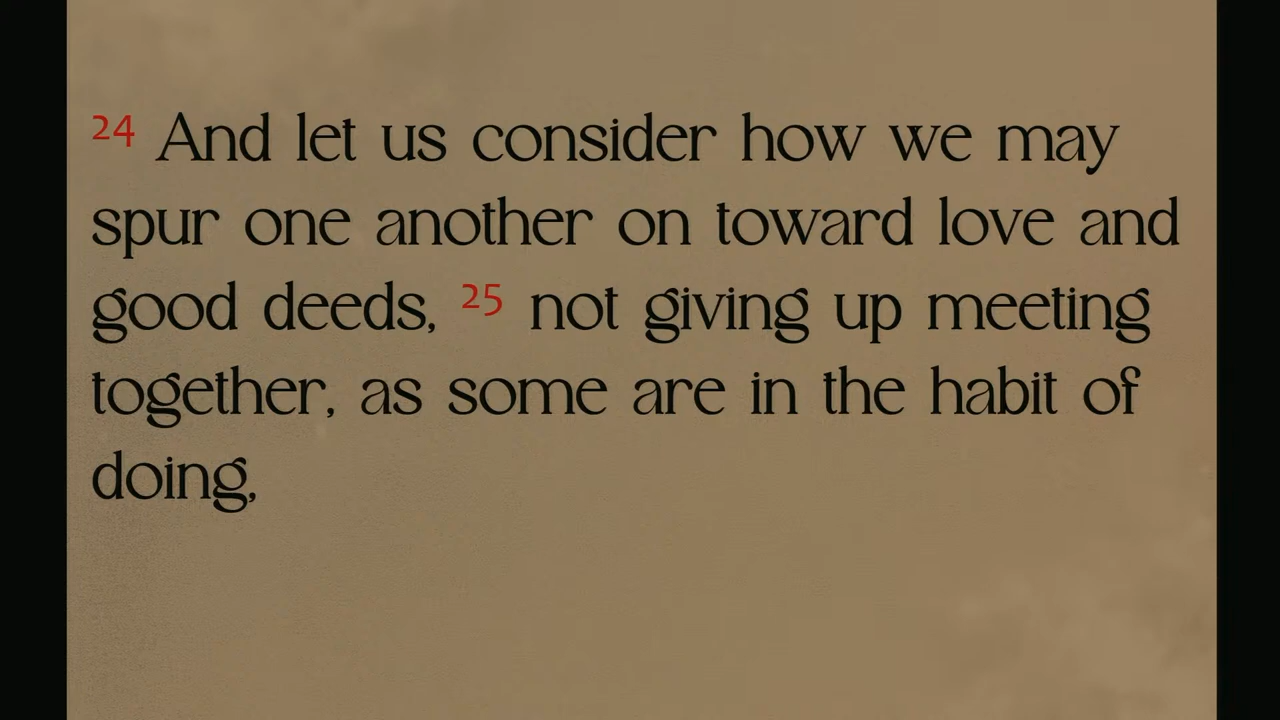 24 And let us consider how we may
spur one another on toward love and
good deeds, 25 not giving up meeting
together, as some are in the habit of
doing,